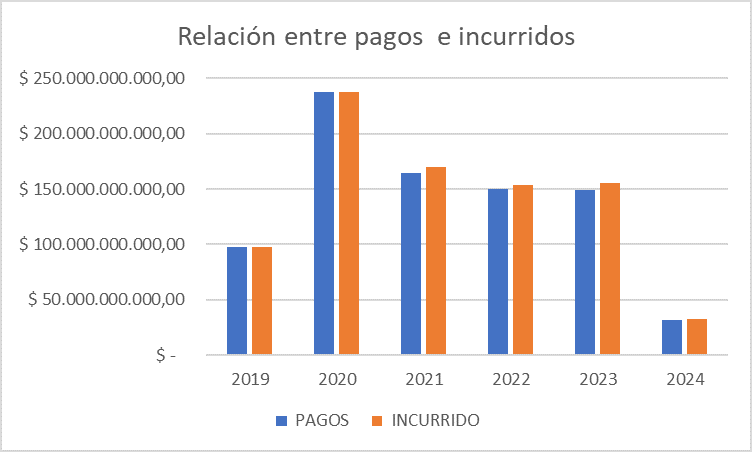 Relación entre pagos  e incurridos
$ 250.000.000.000,00
$ 200.000.000.000,00
$ 150.000.000.000,00
$ 100.000.000.000,00
$ 50.000.000.000,00
$ -
2019 2020 2021 2022 2023 2024
PAGOS INCURRIDO